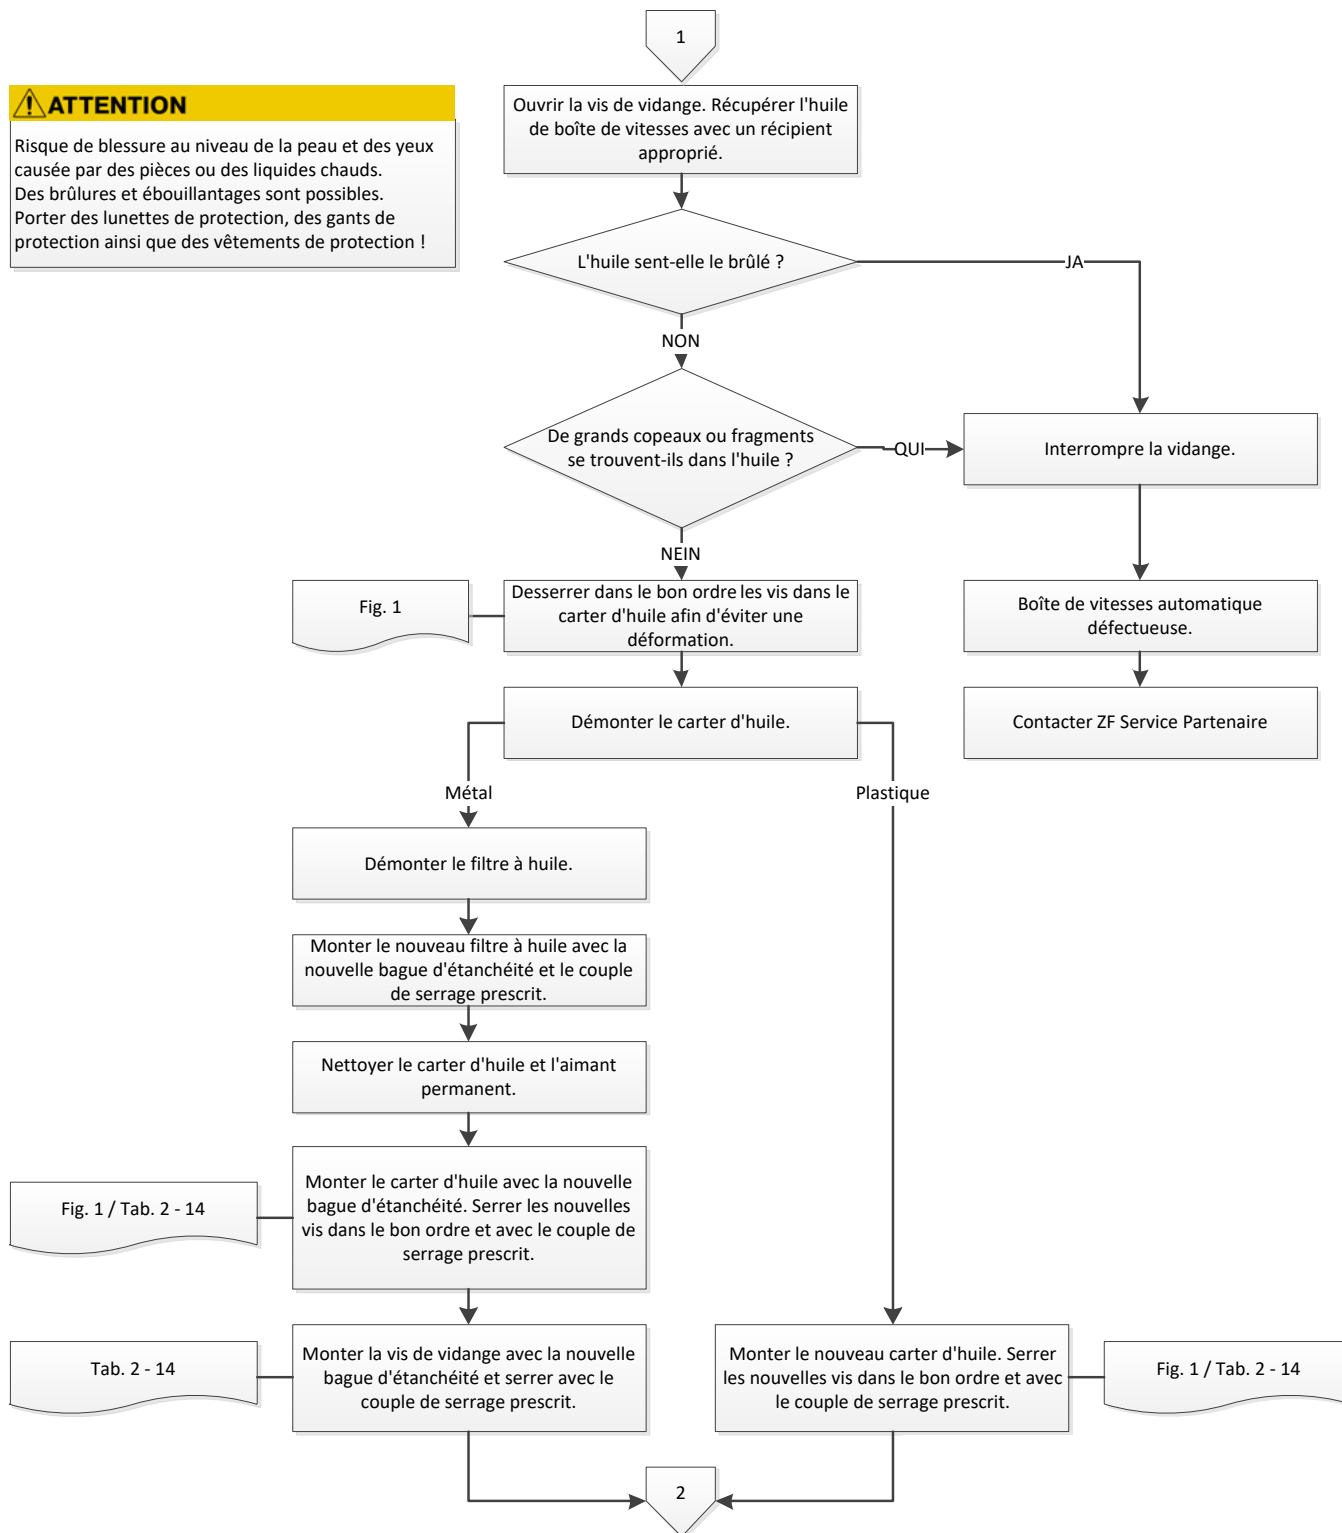 1
ATTENTION
Risque de blessure au niveau de la peau et des yeux
causée par des pièces ou des liquides chauds.
Des brûlures et ébouillantages sont possibles.
Porter des lunettes de protection, des gants de
protection ainsi que des vêtements de protection !
Ouvrir la vis de vidange. Récupérer l'huile
de boîte de vitesses avec un récipient
approprié.
L'huile sent-elle le brûlé ?
JA
NON
De grands copeaux ou fragments
se trouvent-ils dans l'huile ?
QUI
Interrompre la vidange.
NEIN
Fig. 1
Desserrer dans le bon ordre les vis dans le
carter d'huile afin d'éviter une
déformation.
Boîte de vitesses automatique
défectueuse.
Démonter le carter d'huile.
Contacter ZF Service Partenaire
Métal
Plastique
Démonter le filtre à huile.
Monter le nouveau filtre à huile avec la
nouvelle bague d'étanchéité et le couple
de serrage prescrit.
Nettoyer le carter d'huile et l'aimant
permanent.
Fig. 1 / Tab. 2 - 14
Monter le carter d'huile avec la nouvelle
bague d'étanchéité. Serrer les nouvelles
vis dans le bon ordre et avec le couple de
serrage prescrit.
Tab. 2 - 14
Monter la vis de vidange avec la nouvelle
bague d'étanchéité et serrer avec le
couple de serrage prescrit.
Monter le nouveau carter d'huile. Serrer
les nouvelles vis dans le bon ordre et avec
le couple de serrage prescrit.
Fig. 1 / Tab. 2 - 14
2